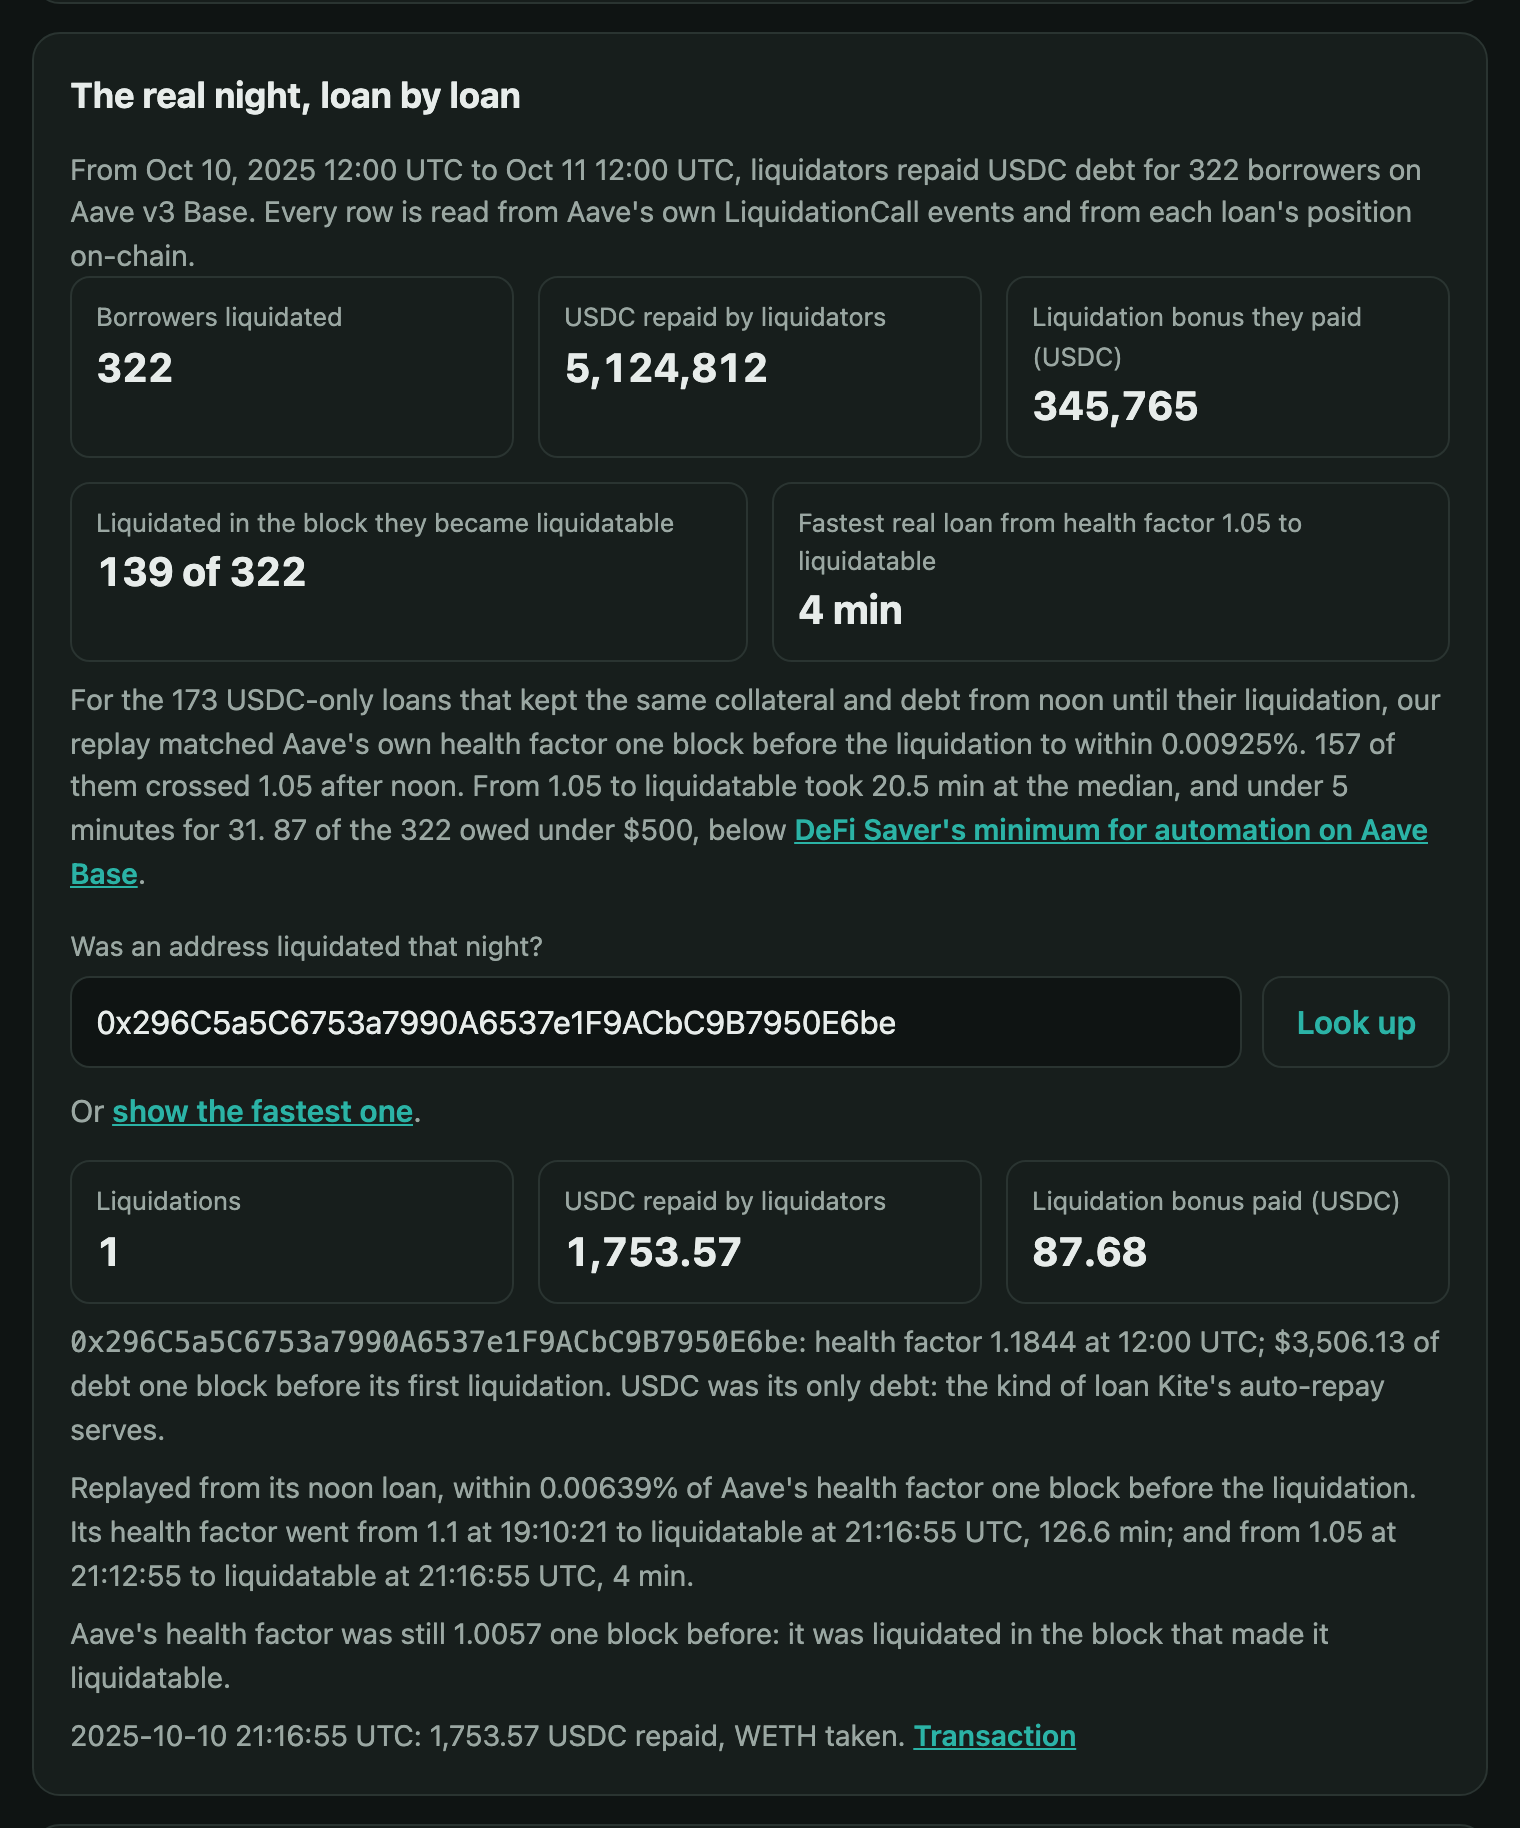 The real night, loan by loan
From Oct 10, 2025 12:00 UTC to Oct 11 12:00 UTC, liquidators repaid USDC debt for 322 borrowers on
Aave v3 Base. Every row is read from Aave's own LiquidationCall events and from each loan's position
on-chain.
Borrowers liquidated
322
USDC repaid by liquidators
5,124,812
Liquidation bonus they paid
(USDC)
345,765
Liquidated in the block they became liquidatable
139 of 322
Fastest real loan from health factor 1.05 to
liquidatable
4 min
For the 173 USDC-only loans that kept the same collateral and debt from noon until their liquidation, our
replay matched Aave's own health factor one block before the liquidation to within 0.00925%. 157 of
them crossed 1.05 after noon. From 1.05 to liquidatable took 20.5 min at the median, and under 5
minutes for 31. 87 of the 322 owed under $500, below DeFi Saver's minimum for automation on Aave
Base.
Was an address liquidated that night?
0x296C5a5C6753a7990A6537e1F9ACbC9B7950E6be
Look up
Or show the fastest one.
Liquidations
1
USDC repaid by liquidators
1,753.57
Liquidation bonus paid (USDC)
87.68
0x296C5a5C6753a7990A6537e1F9ACbC9B7950E6be: health factor 1.1844 at 12:00 UTC; $3,506.13 of
debt one block before its first liquidation. USDC was its only debt: the kind of loan Kite's auto-repay
serves.
Replayed from its noon loan, within 0.00639% of Aave's health factor one block before the liquidation.
Its health factor went from 1.1 at 19:10:21 to liquidatable at 21:16:55 UTC, 126.6 min; and from 1.05 at
21:12:55 to liquidatable at 21:16:55 UTC, 4 min.
Aave's health factor was still 1.0057 one block before: it was liquidated in the block that made it
liquidatable.
2025-10-10 21:16:55 UTC: 1,753.57 USDC repaid, WETH taken. Transaction